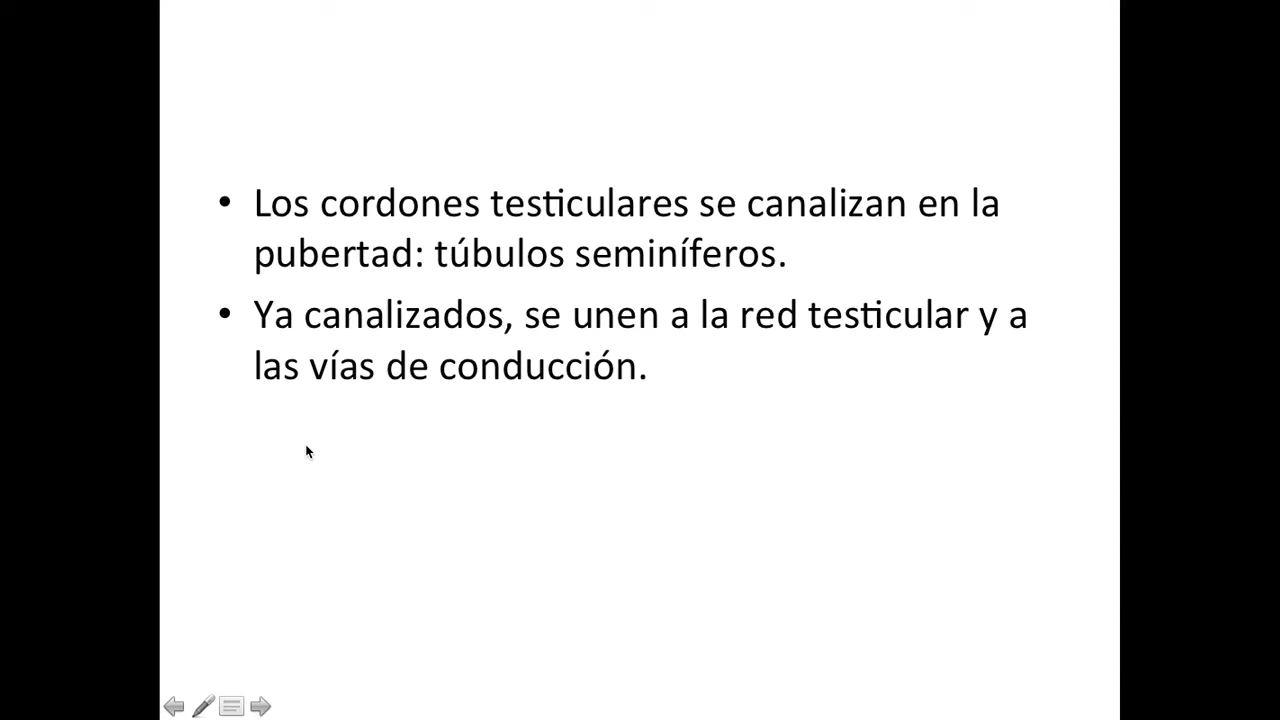 • Los cordones testiculares se canalizan en la
pubertad: túbulos seminíferos.
• Ya canalizados, se unen a la red testicular y a
las vías de conducción.